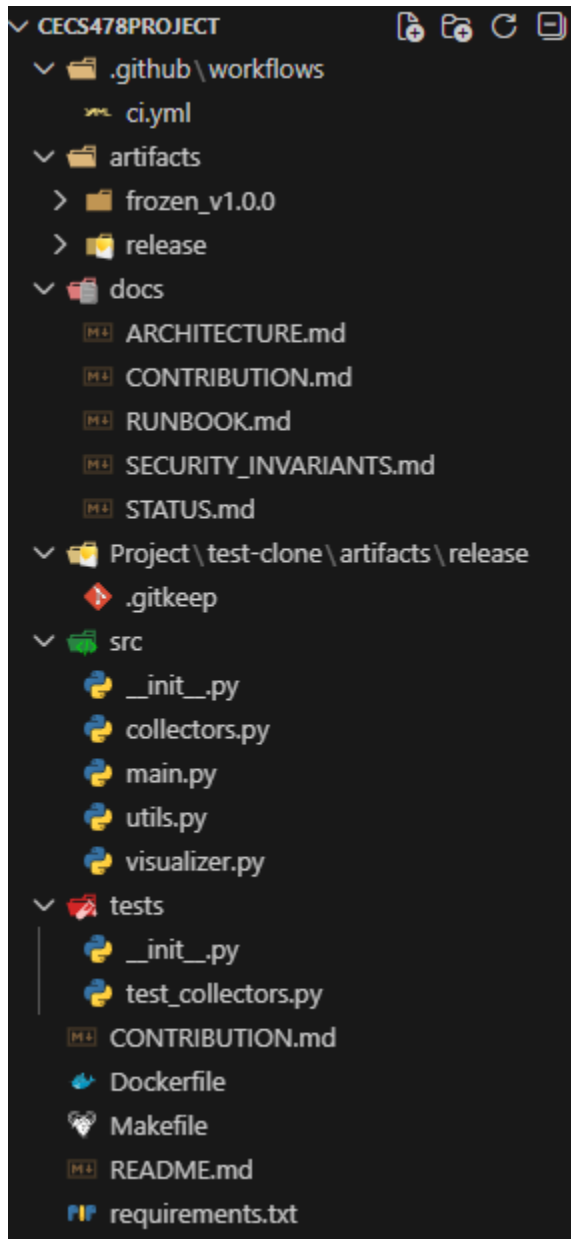 CECS478PROJECT
.github\workflows
ci.yml
artifacts
frozen_v1.0.0
release
docs
ARCHITECTURE.md
CONTRIBUTION.md
RUNBOOK.md
SECURITY_INVARIANTS.md
STATUS.md
Project\test-clone\artifacts\release
.gitkeep
src
__init__.py
collectors.py
main.py
utils.py
visualizer.py
tests
__init__.py
test_collectors.py
CONTRIBUTION.md
Dockerfile
Makefile
README.md
requirements.txt